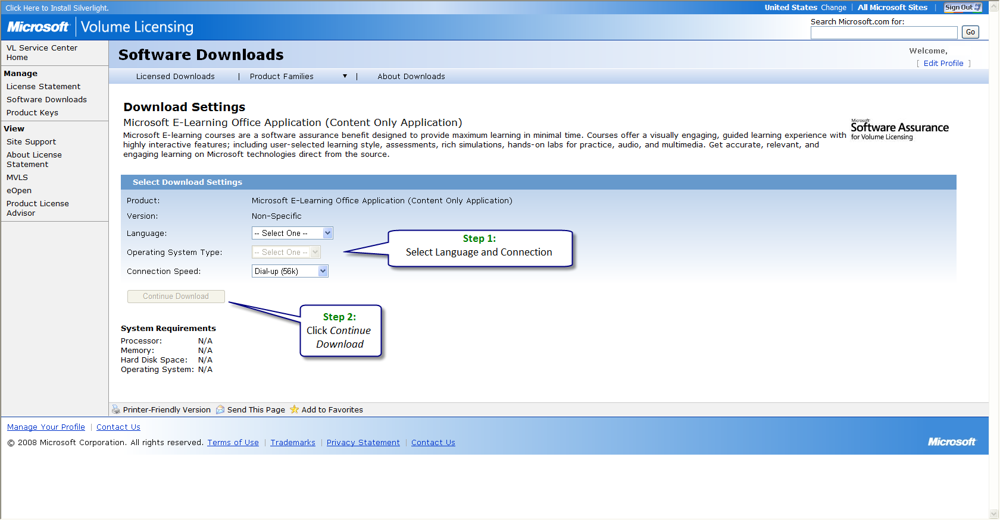 Click Here to Install Silverlight.
United States Change | All Microsoft Sites | Sign Out
Microsoft | Volume Licensing
Search Microsoft.com for:
Go
VL Service Center
Home
Manage
License Statement
Software Downloads
Product Keys
View
Site Support
About License
Statement
MVLS
eOpen
Product License
Advisor
Software Downloads
Welcome,
[ Edit Profile ]
Licensed Downloads | Product Families ▼ | About Downloads
Download Settings
Microsoft E-Learning Office Application (Content Only Application)
Microsoft E-learning courses are a software assurance benefit designed to provide maximum learning in minimal time. Courses offer a visually engaging, guided learning experience with
highly interactive features; including user-selected learning style, assessments, rich simulations, hands-on labs for practice, audio, and multimedia. Get accurate, relevant, and
engaging learning on Microsoft technologies direct from the source.
Microsoft
Software Assurance
for Volume Licensing
Select Download Settings
Product: Microsoft E-Learning Office Application (Content Only Application)
Version: Non-Specific
Language: -- Select One --
Operating System Type: -- Select One --
Connection Speed: Dial-up (56k)
Step 1:
Select Language and Connection
Continue Download
Step 2:
Click Continue
Download
System Requirements
Processor: N/A
Memory: N/A
Hard Disk Space: N/A
Operating System: N/A
Printer-Friendly Version Send This Page Add to Favorites
Manage Your Profile | Contact Us
© 2008 Microsoft Corporation. All rights reserved. Terms of Use | Trademarks | Privacy Statement | Contact Us
Microsoft